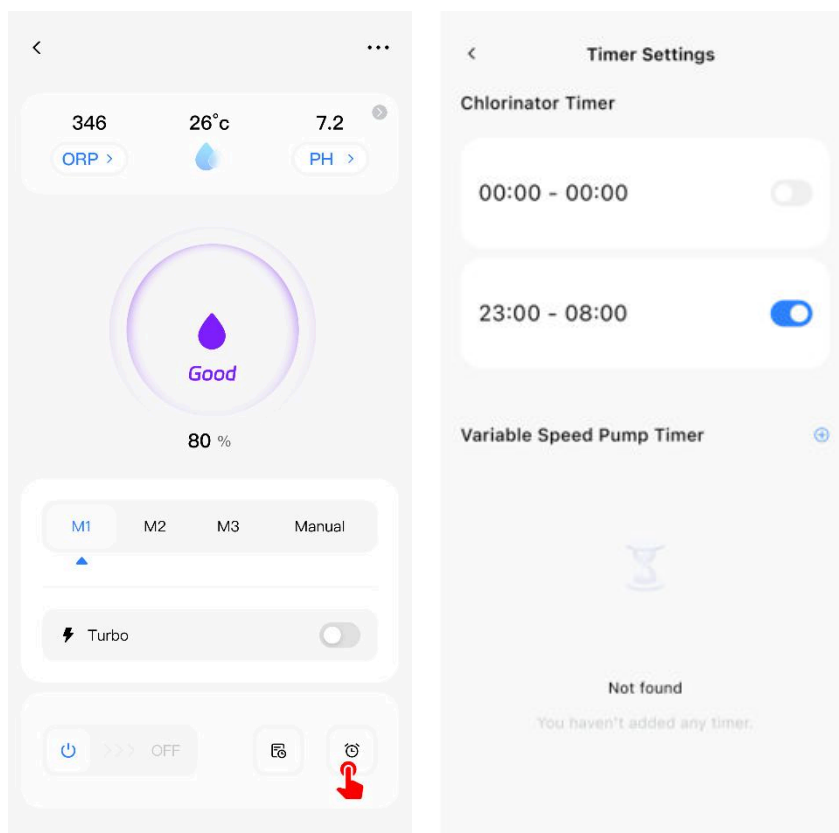 346 26°c 7.2
ORP > PH >
Good
80 %
M1 M2 M3 Manual
Turbo
>>> OFF
Timer Settings
Chlorinator Timer
00:00 - 00:00
23:00 - 08:00
Variable Speed Pump Timer
Not found
You haven't added any timer.